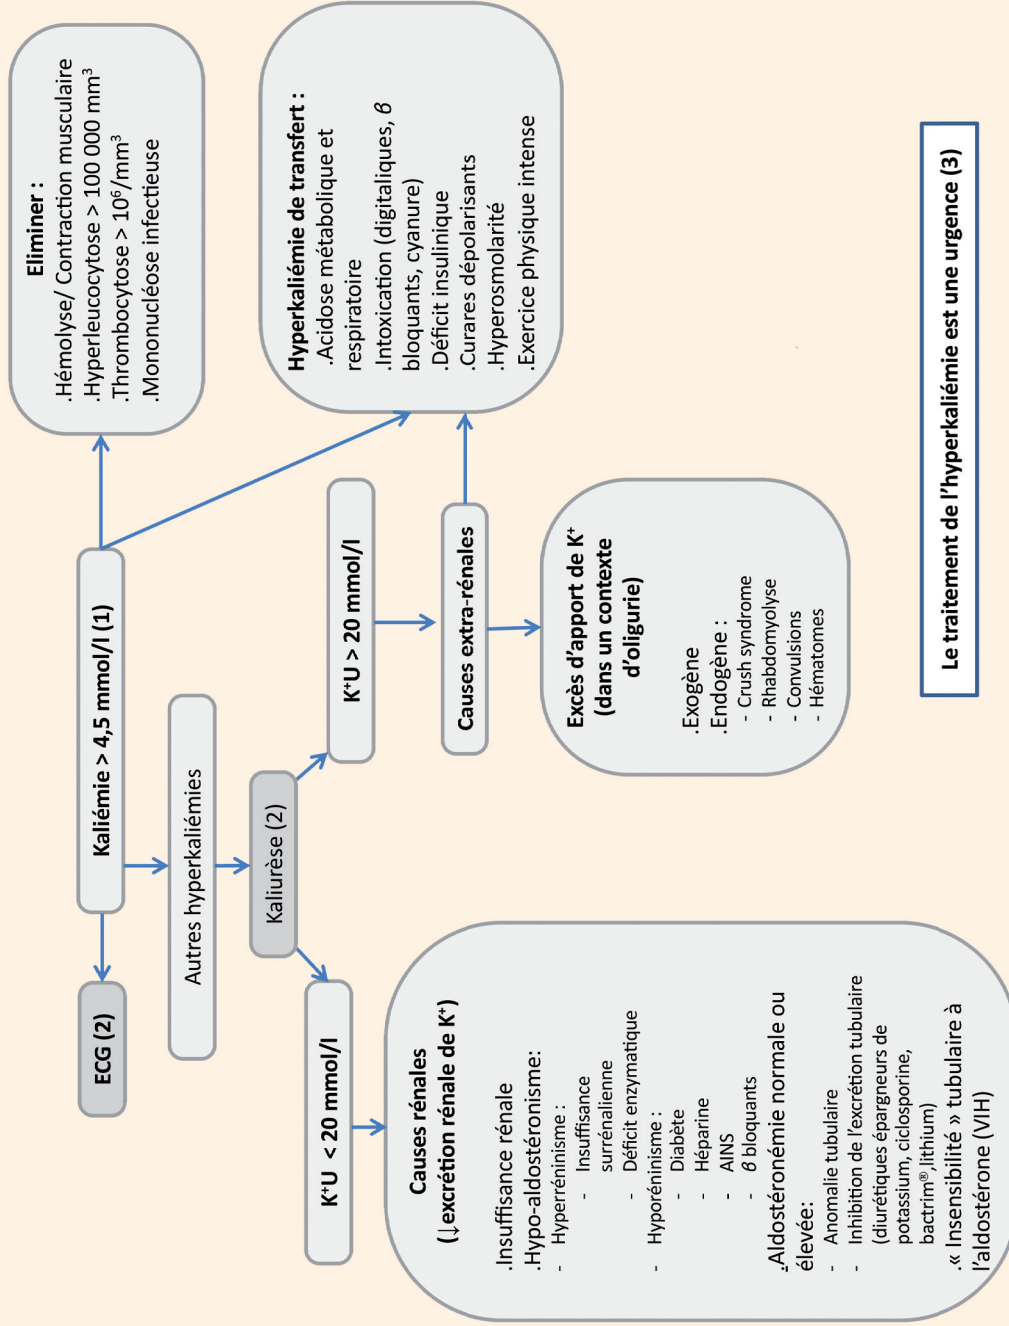 Kaliémie > 4,5 mmol/l (1)
ECG (2)
Eliminer :
.Hémolyse/ Contraction musculaire
.Hyperleucocytose > 100 000 mm³
.Thrombocytose > 10⁶/mm³
.Mononucléose infectieuse
Autres hyperkaliémies
Kaliurèse (2)
Hyperkaliémie de transfert :
.Acidose métabolique et
respiratoire
.Intoxication (digitaliques, β
bloquants, cyanure)
.Déficit insulinique
.Curares dépolarisants
.Hyperosmolarité
.Exercice physique intense
K⁺U < 20 mmol/l
K⁺U > 20 mmol/l
Causes rénales
(↓excrétion rénale de K⁺)
.Insuffisance rénale
.Hypo-aldostéronisme:
- Hyperréninisme :
- Insuffisance
surrénalienne
- Déficit enzymatique
- Hyporéninisme :
- Diabète
- Héparine
- AINS
- β bloquants
.Aldostéronémie normale ou
élevée:
- Anomalie tubulaire
- Inhibition de l'excrétion tubulaire
(diurétiques épargneurs de
potassium, ciclosporine,
bactrim®,lithium)
.« Insensibilité » tubulaire à
l'aldostérone (VIH)
Causes extra-rénales
Excès d'apport de K⁺
(dans un contexte
d'oligurie)
.Exogène
.Endogène :
- Crush syndrome
- Rhabdomyolyse
- Convulsions
- Hématomes
Le traitement de l'hyperkaliémie est une urgence (3)